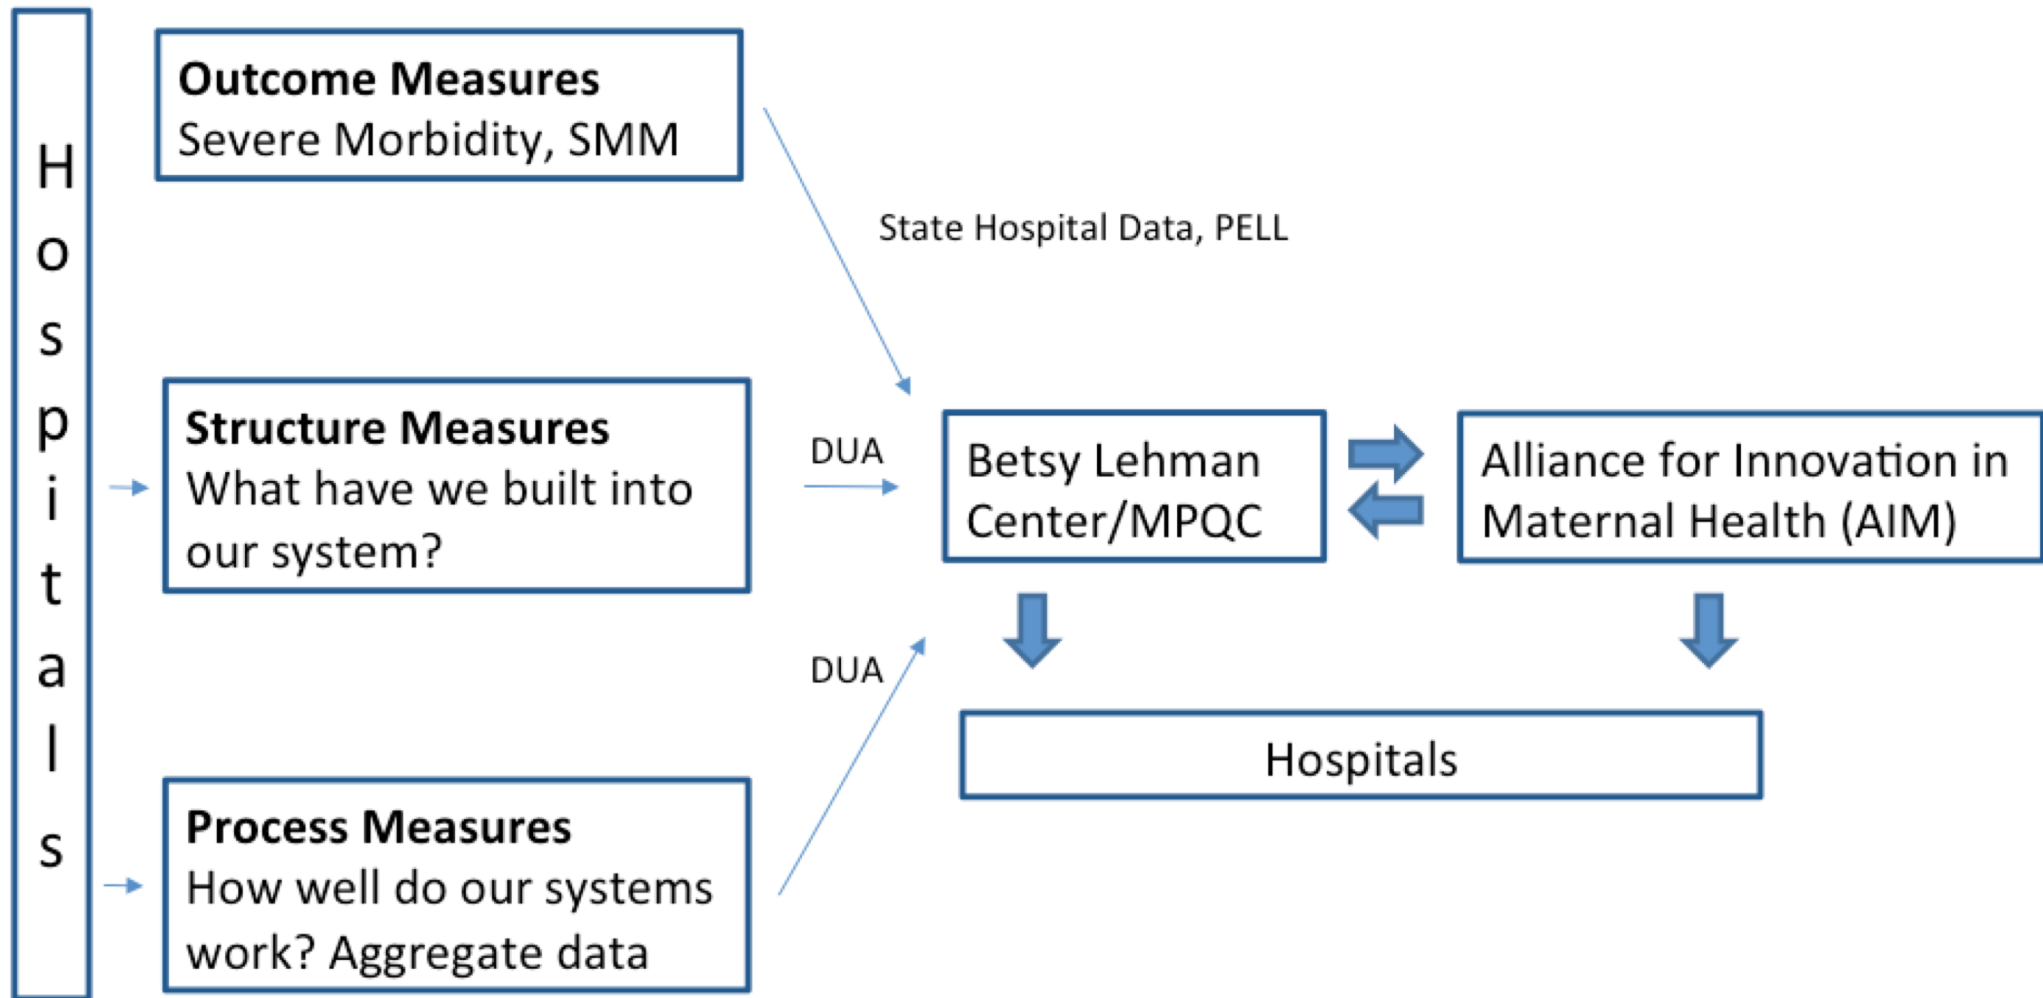 Hospitals
Outcome Measures
Severe Morbidity, SMM
State Hospital Data, PELL
Structure Measures
What have we built into
our system?
DUA
Betsy Lehman
Center/MPQC
Alliance for Innovation in
Maternal Health (AIM)
DUA
Hospitals
Process Measures
How well do our systems
work? Aggregate data